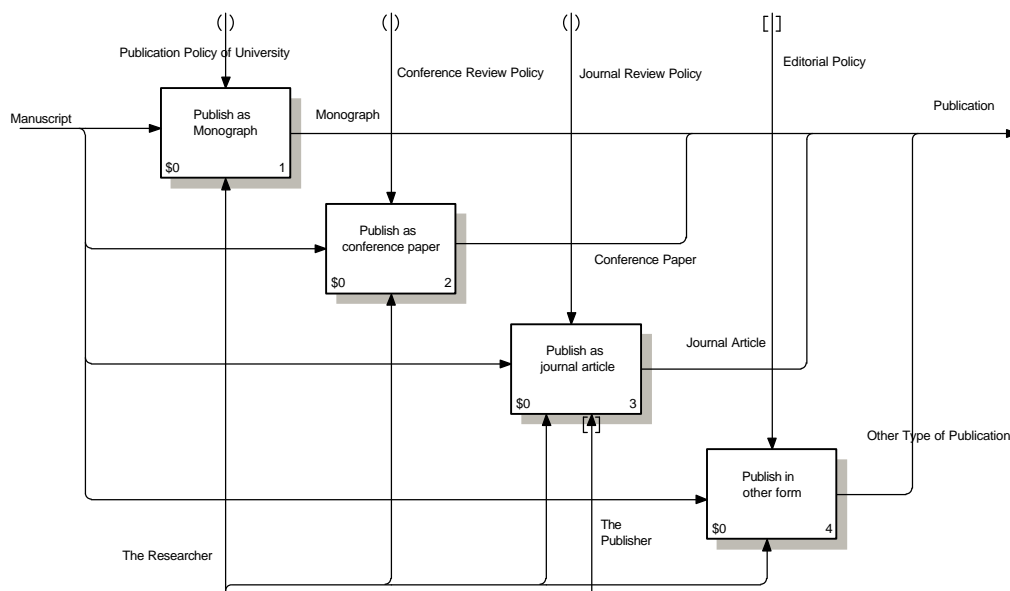 Publication Policy of University
Conference Review Policy
Journal Review Policy
Editorial Policy
Manuscript
Publish as
Monograph
$0 1
Monograph
Publication
Publish as
conference paper
$0 2
Conference Paper
Publish as
journal article
$0 3
Journal Article
Other Type of Publication
Publish in
other form
$0 4
The Researcher
The
Publisher